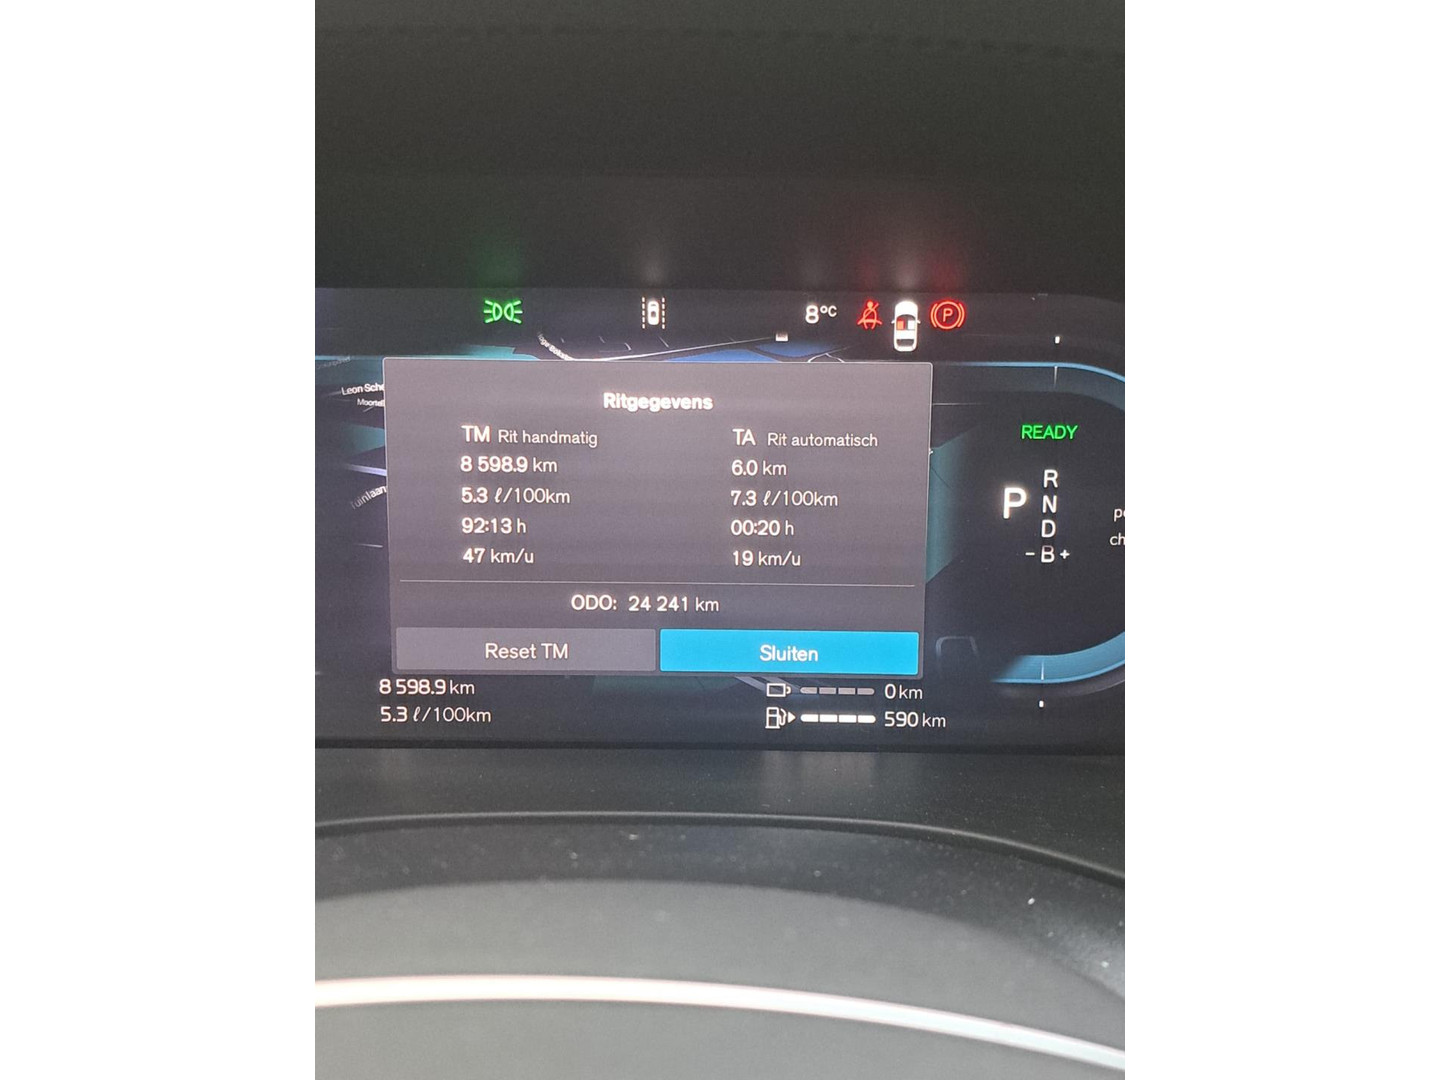 8°C
P
Leon Sche
Ritgegevens
TM Rit handmatig
TA Rit automatisch
8 598.9 km
6.0 km
5.3 ℓ/100km
7.3 ℓ/100km
92:13 h
00:20 h
47 km/u
19 km/u
ODO: 24 241 km
Reset TM
Sluiten
READY
P
R
N
D
- B +
8 598.9 km
5.3 ℓ/100km
0 km
590 km